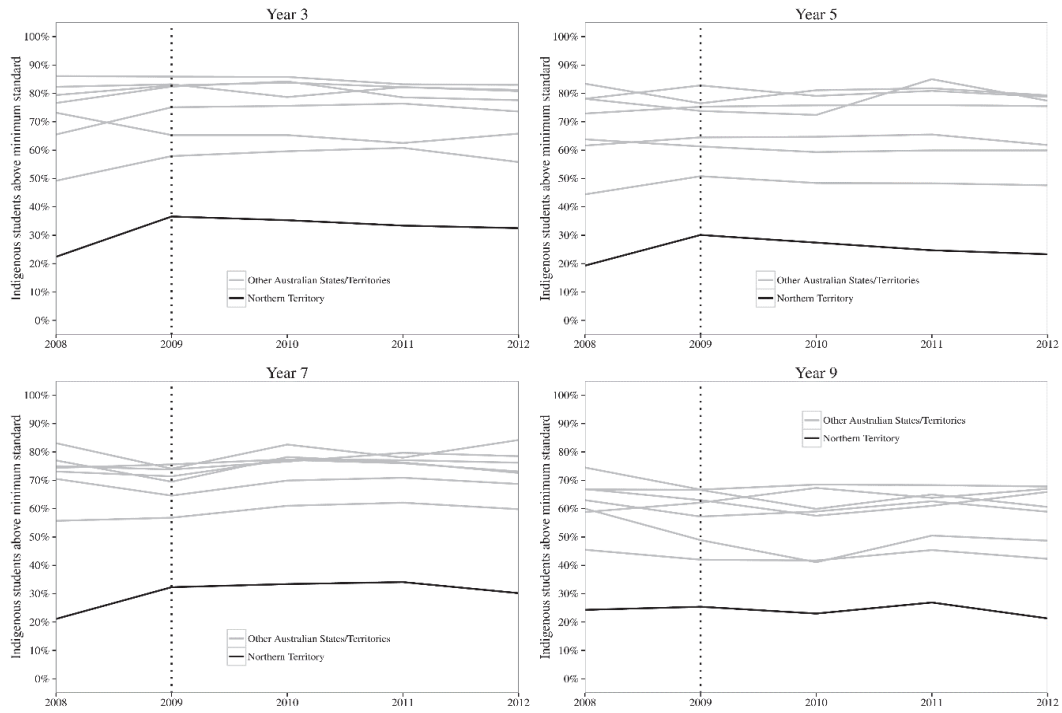 Year 3
Indigenous students above minimum standard
100%
90%
80%
70%
60%
50%
40%
30%
20%
10%
0%
Other Australian States/Territories
Northern Territory
2008 2009 2010 2011 2012
Year 5
Indigenous students above minimum standard
100%
90%
80%
70%
60%
50%
40%
30%
20%
10%
0%
Other Australian States/Territories
Northern Territory
2008 2009 2010 2011 2012
Year 7
Indigenous students above minimum standard
100%
90%
80%
70%
60%
50%
40%
30%
20%
10%
0%
Other Australian States/Territories
Northern Territory
2008 2009 2010 2011 2012
Year 9
Indigenous students above minimum standard
100%
90%
80%
70%
60%
50%
40%
30%
20%
10%
0%
Other Australian States/Territories
Northern Territory
2008 2009 2010 2011 2012